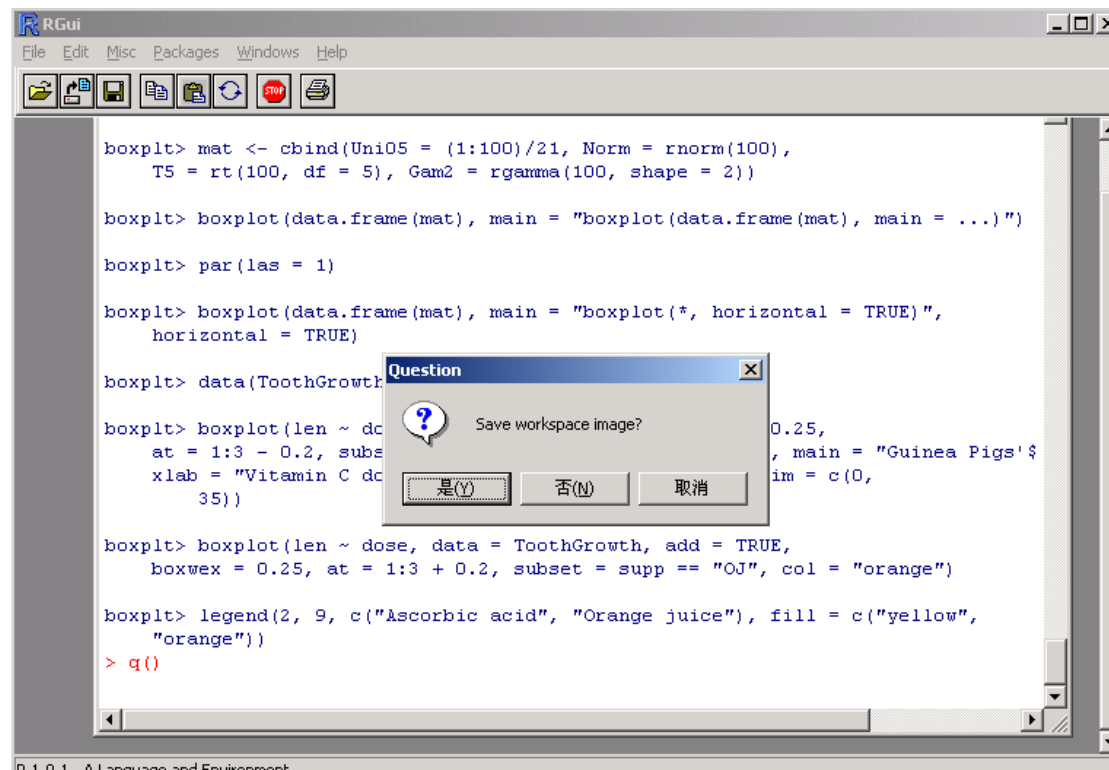 RGui
File Edit Misc Packages Windows Help
STOP
boxplt> mat <- cbind(Uni05 = (1:100)/21, Norm = rnorm(100),
T5 = rt(100, df = 5), Gam2 = rgamma(100, shape = 2))
boxplt> boxplot(data.frame(mat), main = "boxplot(data.frame(mat), main = ...)")
boxplt> par(las = 1)
boxplt> boxplot(data.frame(mat), main = "boxplot(*, horizontal = TRUE)",
horizontal = TRUE)
boxplt> data(ToothGrowth
boxplt> boxplot(len ~ do 0.25,
at = 1:3 - 0.2, subs , main = "Guinea Pigs'$
xlab = "Vitamin C do im = c(0,
35))
Question
Save workspace image?
是(Y) 否(N) 取消
boxplt> boxplot(len ~ dose, data = ToothGrowth, add = TRUE,
boxwex = 0.25, at = 1:3 + 0.2, subset = supp == "OJ", col = "orange")
boxplt> legend(2, 9, c("Ascorbic acid", "Orange juice"), fill = c("yellow",
"orange"))
> q()
A Language and Environment